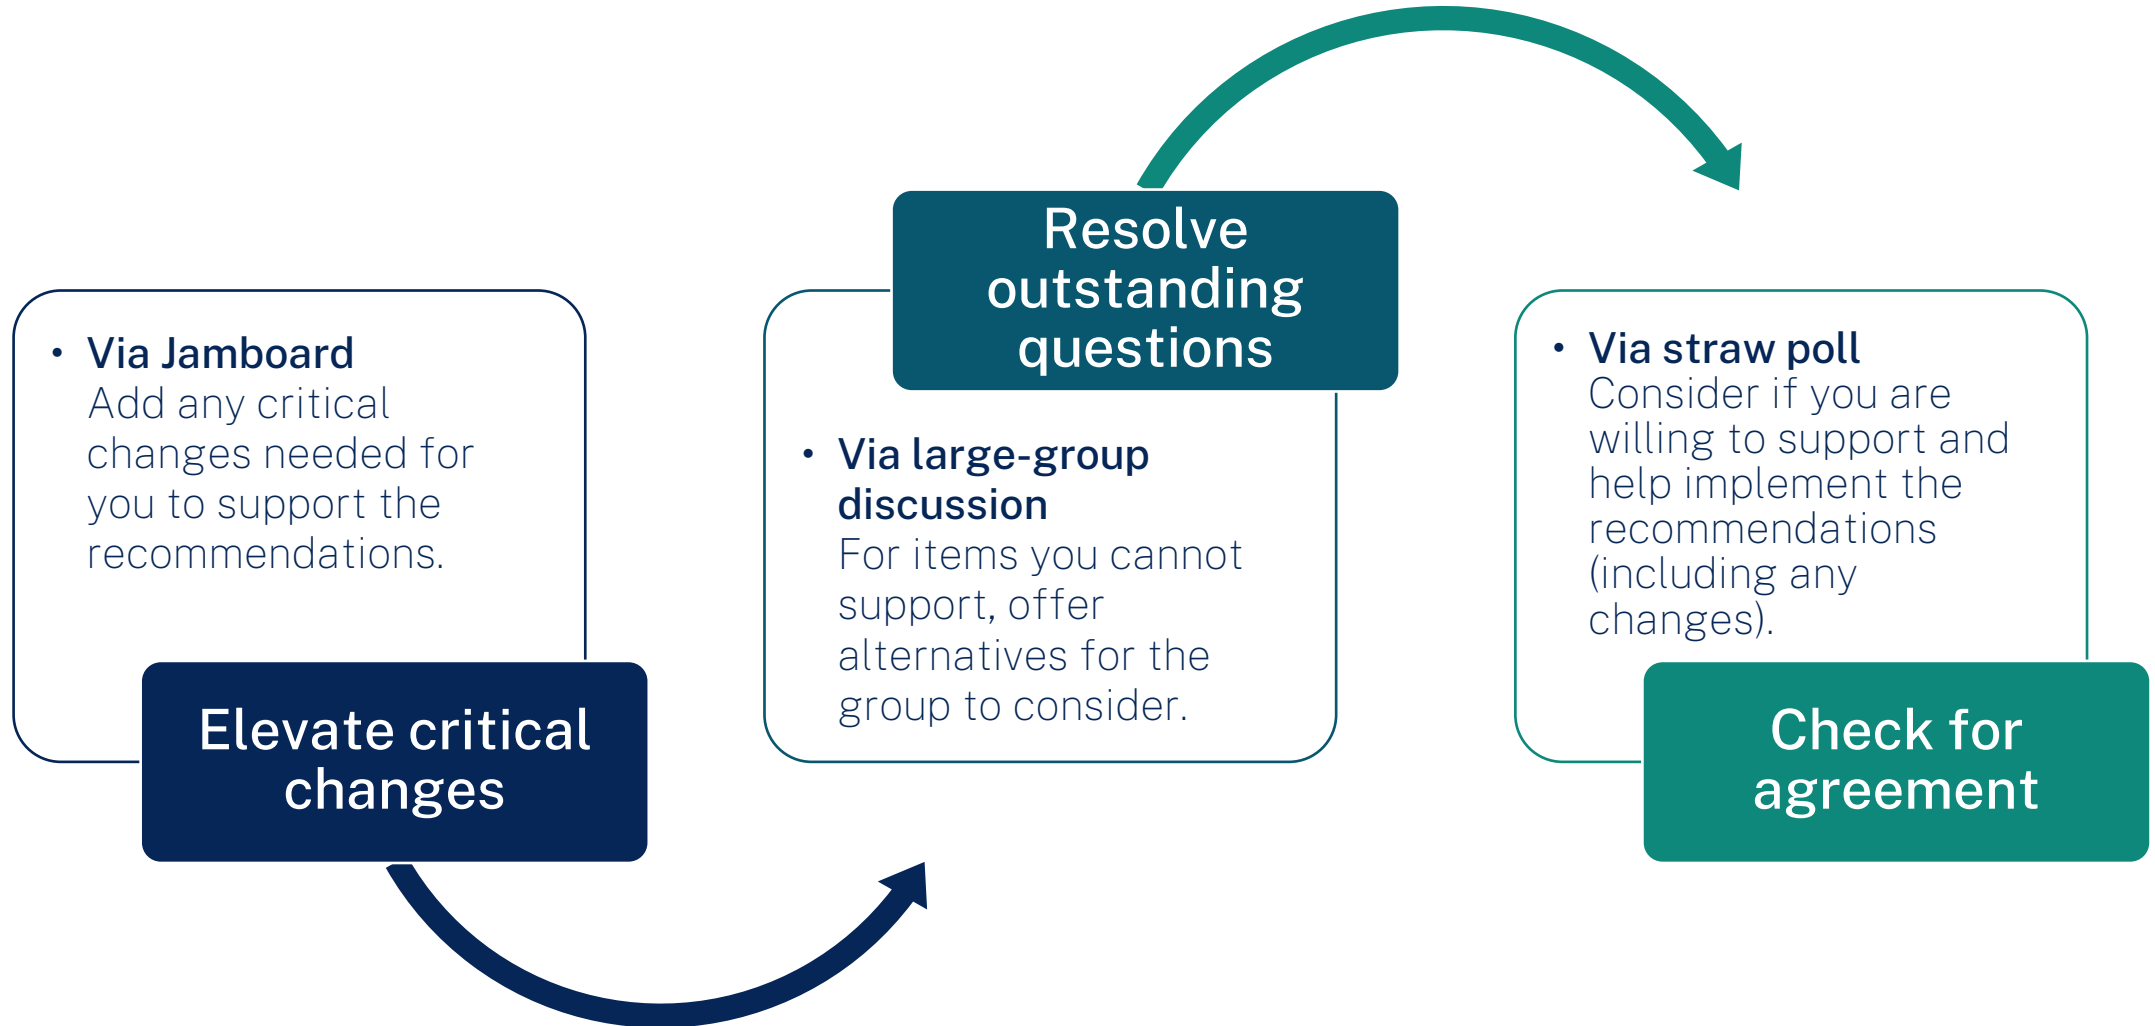 • Via Jamboard
Add any critical
changes needed for
you to support the
recommendations.
Elevate critical
changes
Resolve
outstanding
questions
• Via large-group
discussion
For items you cannot
support, offer
alternatives for the
group to consider.
• Via straw poll
Consider if you are
willing to support and
help implement the
recommendations
(including any
changes).
Check for
agreement